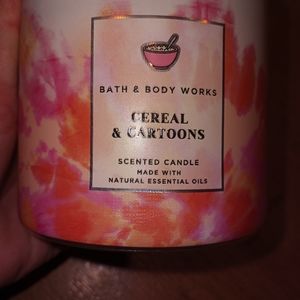 BATH & BODY WORKS
CEREAL
& CARTOONS
SCENTED CANDLE
MADE WITH
NATURAL ESSENTIAL OILS